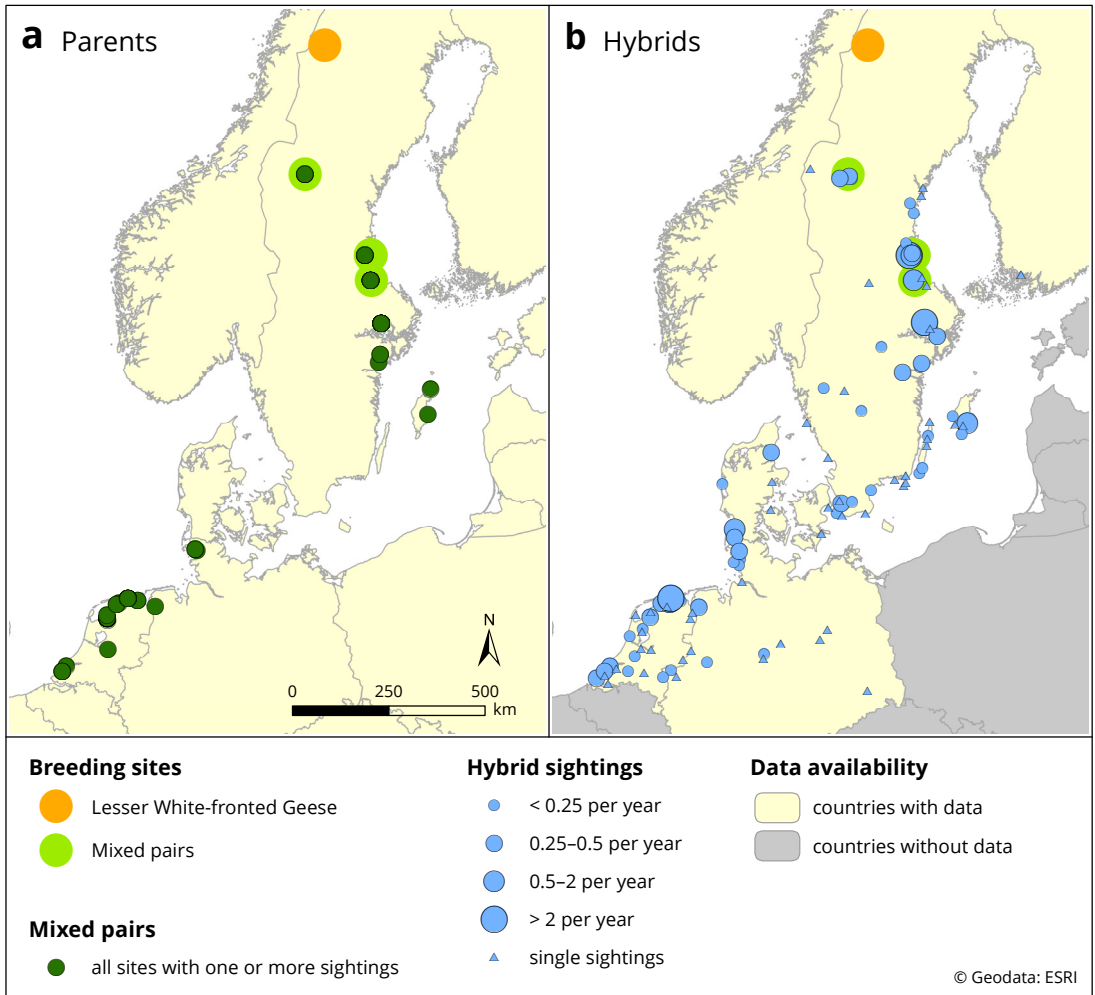 a Parents
b Hybrids
N
0 250 500
km
Breeding sites
Lesser White-fronted Geese
Mixed pairs
Mixed pairs
all sites with one or more sightings
Hybrid sightings
< 0.25 per year
0.25–0.5 per year
0.5–2 per year
> 2 per year
single sightings
Data availability
countries with data
countries without data
© Geodata: ESRI